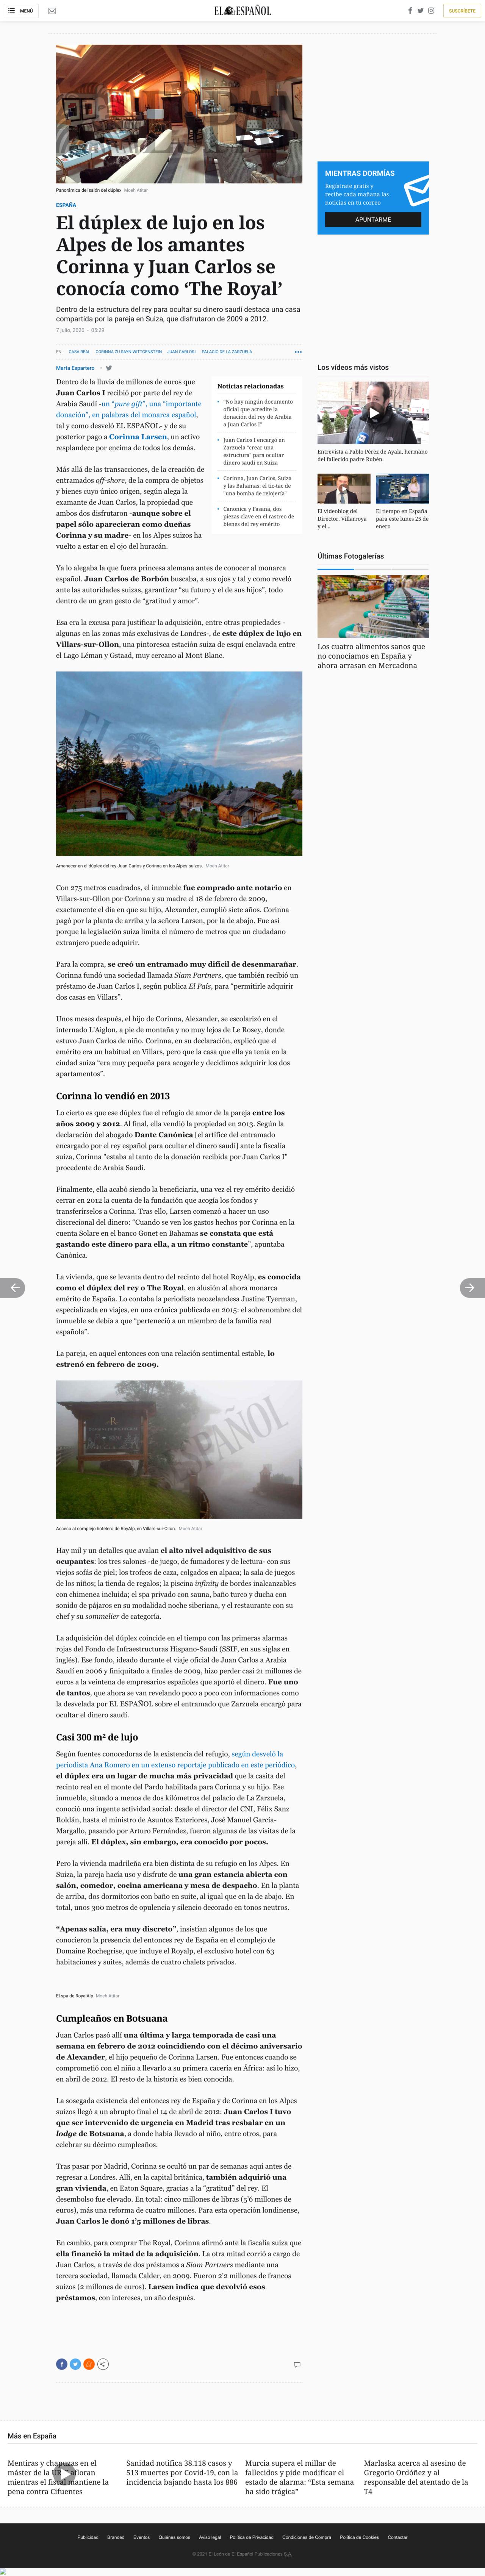 MENÚ
EL ESPAÑOL
SUSCRÍBETE
Panorámica del salón del dúplex Moeh Atitar
ESPAÑA
El dúplex de lujo en los
Alpes de los amantes
Corinna y Juan Carlos se
conocía como ‘The Royal’
Dentro de la estructura del rey para ocultar su dinero saudí destaca una casa
compartida por la pareja en Suiza, que disfrutaron de 2009 a 2012.
7 julio, 2020 - 05:29
EN: CASA REAL CORINNA ZU SAYN-WITTGENSTEIN JUAN CARLOS I PALACIO DE LA ZARZUELA
Marta Espartero
Dentro de la lluvia de millones de euros que
Juan Carlos I recibió por parte del rey de
Arabia Saudí -un “pure gift”, una “importante
donación”, en palabras del monarca español,
tal y como desveló EL ESPAÑOL- y de su
posterior pago a Corinna Larsen, un activo
resplandece por encima de todos los demás.
Noticias relacionadas
“No hay ningún documento
oficial que acredite la
donación del rey de Arabia
a Juan Carlos I”
Juan Carlos I encargó en
Zarzuela "crear una
estructura" para ocultar
dinero saudí en Suiza
Corinna, Juan Carlos, Suiza
y las Bahamas: el tic-tac de
"una bomba de relojería"
Canonica y Fasana, dos
piezas clave en el rastreo de
bienes del rey emérito
Más allá de las transacciones, de la creación de
entramados off-shore, de la compra de objetos
y bienes cuyo único origen, según alega la
examante de Juan Carlos, es la propiedad que
ambos dos disfrutaron -aunque sobre el
papel sólo aparecieran como dueñas
Corinna y su madre- en los Alpes suizos ha
vuelto a estar en el ojo del huracán.
Ya lo alegaba la que fuera princesa alemana antes de conocer al monarca
español. Juan Carlos de Borbón buscaba, a sus ojos y tal y como reveló
ante las autoridades suizas, garantizar “su futuro y el de sus hijos”, todo
dentro de un gran gesto de “gratitud y amor”.
Esa era la excusa para justificar la adquisición, entre otras propiedades -
algunas en las zonas más exclusivas de Londres-, de este dúplex de lujo en
Villars-sur-Ollon, una pintoresca estación suiza de esquí enclavada entre
el Lago Léman y Gstaad, muy cercano al Mont Blanc.
Amanecer en el dúplex del rey Juan Carlos y Corinna en los Alpes suizos. Moeh Atitar
Con 275 metros cuadrados, el inmueble fue comprado ante notario en
Villars-sur-Ollon por Corinna y su madre el 18 de febrero de 2009,
exactamente el día en que su hijo, Alexander, cumplió siete años. Corinna
pagó por la planta de arriba y la señora Larsen, por la de abajo. Fue así
porque la legislación suiza limita el número de metros que un ciudadano
extranjero puede adquirir.
Para la compra, se creó un entramado muy difícil de desenmarañar.
Corinna fundó una sociedad llamada Siam Partners, que también recibió un
préstamo de Juan Carlos I, según publica El País, para “permitirle adquirir
dos casas en Villars”.
Unos meses después, el hijo de Corinna, Alexander, se escolarizó en el
internado L'Aiglon, a pie de montaña y no muy lejos de Le Rosey, donde
estuvo Juan Carlos de niño. Corinna, en su declaración, explicó que el
emérito era un habitual en Villars, pero que la casa que ella ya tenía en la
ciudad suiza “era muy pequeña para acogerle y decidimos adquirir los dos
apartamentos”.
Corinna lo vendió en 2013
Lo cierto es que ese dúplex fue el refugio de amor de la pareja entre los
años 2009 y 2012. Al final, ella vendió la propiedad en 2013. Según la
declaración del abogado Dante Canónica [el artífice del entramado
encargado por el rey español para ocultar el dinero saudí] ante la fiscalía
suiza, Corinna "estaba al tanto de la donación recibida por Juan Carlos I”
procedente de Arabia Saudí.
Finalmente, ella acabó siendo la beneficiaria, una vez el rey emérito decidió
cerrar en 2012 la cuenta de la fundación que acogía los fondos y
transferírselos a Corinna. Tras ello, Larsen comenzó a hacer un uso
discrecional del dinero: “Cuando se ven los gastos hechos por Corinna en la
cuenta Solare en el banco Gonet en Bahamas se constata que está
gastando este dinero para ella, a un ritmo constante”, apuntaba
Canónica.
La vivienda, que se levanta dentro del recinto del hotel RoyAlp, es conocida
como el dúplex del rey o The Royal, en alusión al ahora monarca
emérito de España. Lo contaba la periodista neozelandesa Justine Tyerman,
especializada en viajes, en una crónica publicada en 2015: el sobrenombre del
inmueble se debía a que “perteneció a un miembro de la familia real
española”.
La pareja, en aquel entonces con una relación sentimental estable, lo
estrenó en febrero de 2009.
Acceso al complejo hotelero de RoyAlp, en Villars-sur-Ollon. Moeh Atitar
Hay mil y un detalles que avalan el alto nivel adquisitivo de sus
ocupantes: los tres salones -de juego, de fumadores y de lectura- con sus
viejos sofás de piel; los trofeos de caza, colgados en alpaca; la sala de juegos
de los niños; la tienda de regalos; la piscina infinity de bordes inalcanzables
con chimenea incluida; el spa privado con sauna, baño turco y ducha con
sonido de pájaros en su modalidad noche siberiana, y el restaurante con su
chef y su sommelier de categoría.
La adquisición del dúplex coincide en el tiempo con las primeras alarmas
rojas del Fondo de Infraestructuras Hispano-Saudí (SSIF, en sus siglas en
inglés). Ese fondo, ideado durante el viaje oficial de Juan Carlos a Arabia
Saudí en 2006 y finiquitado a finales de 2009, hizo perder casi 21 millones de
euros a la veintena de empresarios españoles que aportó el dinero. Fue uno
de tantos, que ahora se van revelando poco a poco con informaciones como
la desvelada por EL ESPAÑOL sobre el entramado que Zarzuela encargó para
ocultar el dinero saudí.
Casi 300 m² de lujo
Según fuentes conocedoras de la existencia del refugio, según desveló la
periodista Ana Romero en un extenso reportaje publicado en este periódico,
el dúplex era un lugar de mucha más privacidad que la casita del
recinto real en el monte del Pardo habilitada para Corinna y su hijo. Ese
inmueble, situado a menos de dos kilómetros del palacio de La Zarzuela,
conoció una ingente actividad social: desde el director del CNI, Félix Sanz
Roldán, hasta el ministro de Asuntos Exteriores, José Manuel García-
Margallo, pasando por Arturo Fernández, fueron algunas de las visitas de la
pareja allí. El dúplex, sin embargo, era conocido por pocos.
Pero la vivienda madrileña era bien distinta de su refugio en los Alpes. En
Suiza, la pareja hacía uso y disfrute de una gran estancia abierta con
salón, comedor, cocina americana y mesa de despacho. En la planta
de arriba, dos dormitorios con baño en suite, al igual que en la de abajo. En
total, unos 300 metros de opulencia y silencio decorado en tonos neutros.
“Apenas salía, era muy discreto”, insistían algunos de los que
conocieron la presencia del entonces rey de España en el complejo de
Domaine Rochegrise, que incluye el Royalp, el exclusivo hotel con 63
habitaciones y suites, además de cuatro chalets privados.
El spa de RoyalAlp Moeh Atitar
Cumpleaños en Botsuana
Juan Carlos pasó allí una última y larga temporada de casi una
semana en febrero de 2012 coincidiendo con el décimo aniversario
de Alexander, el hijo pequeño de Corinna Larsen. Fue entonces cuando se
comprometió con el niño a llevarlo a su primera cacería en África: así lo hizo,
en abril de 2012. El resto de la historia es bien conocido.
La sosegada existencia del entonces rey de España y de Corinna en los Alpes
suizos llegó a un abrupto final el 14 de abril de 2012: Juan Carlos I tuvo
que ser intervenido de urgencia en Madrid tras resbalar en un
lodge de Botsuana, a donde había llevado al niño, entre otros, para
celebrar su décimo cumpleaños.
Tras pasar por Madrid, Corinna se ocultó un par de semanas aquí antes de
regresar a Londres. Allí, en la capital británica, también adquirió una
gran vivienda, en Eaton Square, gracias a la “gratitud” del rey. El
desembolso fue elevado. En total: cinco millones de libras (5'6 millones de
euros), más una reforma de cuatro millones. Para esta operación londinense,
Juan Carlos le donó 1’5 millones de libras.
En cambio, para comprar The Royal, Corinna afirmó ante la fiscalía suiza que
ella financió la mitad de la adquisición. La otra mitad corrió a cargo de
Juan Carlos, a través de dos préstamos a Siam Partners mediante una
tercera sociedad, llamada Calder, en 2009. Fueron 2’2 millones de francos
suizos (2 millones de euros). Larsen indica que devolvió esos
préstamos, con intereses, un año después.
MIENTRAS DORMÍAS
Regístrate gratis y
recibe cada mañana las
noticias en tu correo
APUNTARME
Los vídeos más vistos
Entrevista a Pablo Pérez de Ayala, hermano
del fallecido padre Rubén.
El videoblog del
Director. Villarroya
y el...
El tiempo en España
para este lunes 25 de
enero
Últimas Fotogalerías
Los cuatro alimentos sanos que
no conocíamos en España y
ahora arrasan en Mercadona
Más en España
Mentiras y chapuzas en el
máster de la URJC afloran
mientras el fiscal mantiene la
pena contra Cifuentes
Sanidad notifica 38.118 casos y
513 muertes por Covid-19, con la
incidencia bajando hasta los 886
Murcia supera el millar de
fallecidos y pide modificar el
estado de alarma: “Esta semana
ha sido trágica”
Marlaska acerca al asesino de
Gregorio Ordóñez y al
responsable del atentado de la
T4
Publicidad Branded Eventos Quiénes somos Aviso legal Política de Privacidad Condiciones de Compra Política de Cookies Contactar
© 2021 El León de El Español Publicaciones S.A.